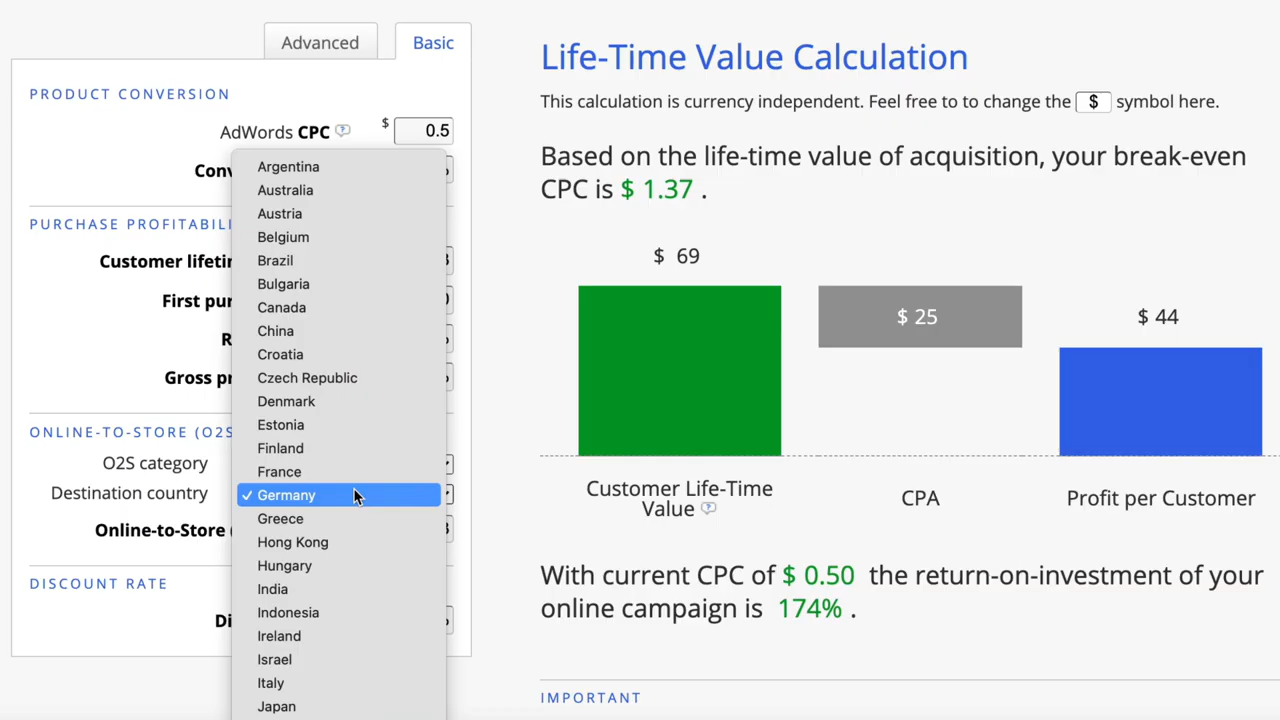 Advanced
Basic
PRODUCT CONVERSION
AdWords CPC
$
0.5
Conv
PURCHASE PROFITABILI
Customer lifetin
First pur
R
Gross pr
ONLINE-TO-STORE (O2S
O2S category
Destination country
Online-to-Store
DISCOUNT RATE
Di
Argentina
Australia
Austria
Belgium
Brazil
Bulgaria
Canada
China
Croatia
Czech Republic
Denmark
Estonia
Finland
France
✓ Germany
Greece
Hong Kong
Hungary
India
Indonesia
Ireland
Israel
Italy
Japan
Life-Time Value Calculation
This calculation is currency independent. Feel free to to change the $ symbol here.
Based on the life-time value of acquisition, your break-even
CPC is $ 1.37 .
$ 69
$ 25
$ 44
Customer Life-Time
Value
CPA
Profit per Customer
With current CPC of $ 0.50 the return-on-investment of your
online campaign is 174% .
IMPORTANT